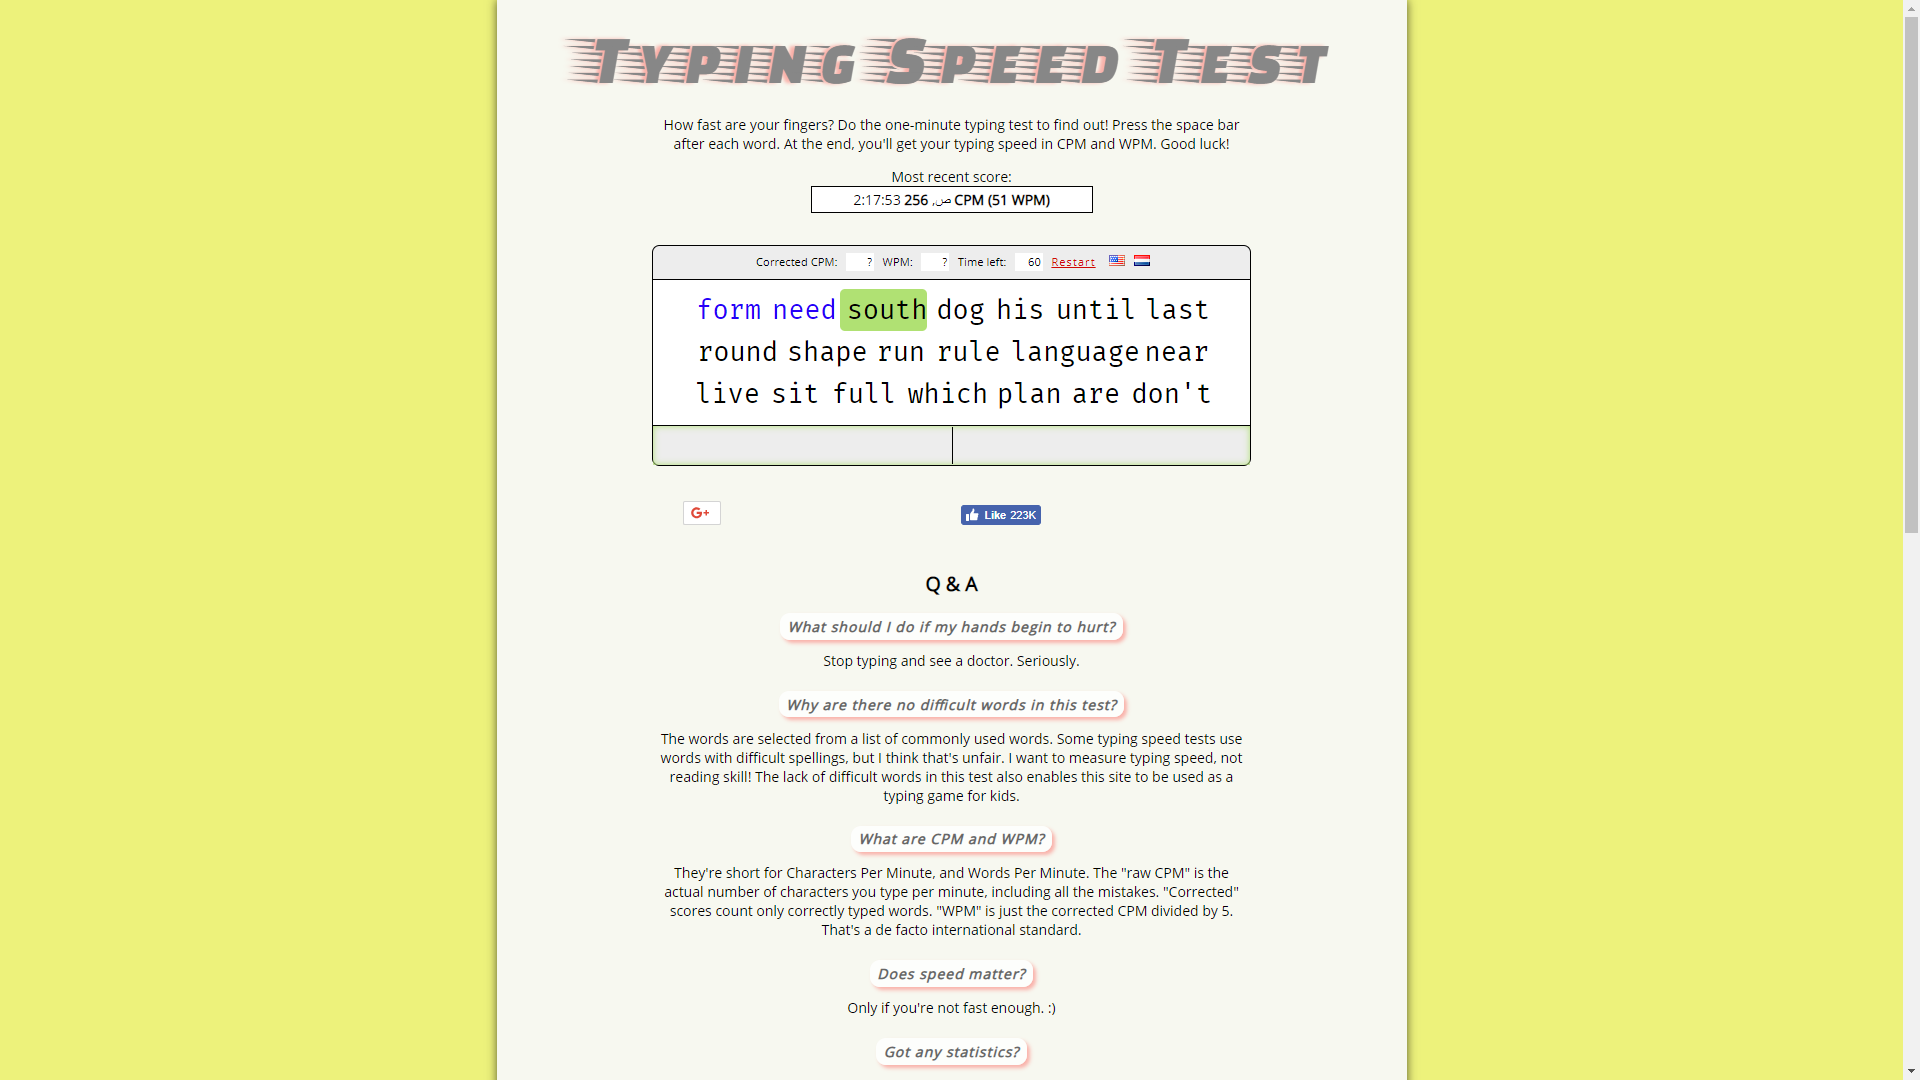 Typing Speed Test
How fast are your fingers? Do the one-minute typing test to find out! Press the space bar
after each word. At the end, you'll get your typing speed in CPM and WPM. Good luck!
Most recent score:
2:17:53 ص, 256 CPM (51 WPM)
Corrected CPM: ? WPM: ? Time left: 60 Restart
form need south dog his until last
round shape run rule language near
live sit full which plan are don't
G+
Like 223K
Q & A
What should I do if my hands begin to hurt?
Stop typing and see a doctor. Seriously.
Why are there no difficult words in this test?
The words are selected from a list of commonly used words. Some typing speed tests use
words with difficult spellings, but I think that's unfair. I want to measure typing speed, not
reading skill! The lack of difficult words in this test also enables this site to be used as a
typing game for kids.
What are CPM and WPM?
They're short for Characters Per Minute, and Words Per Minute. The "raw CPM" is the
actual number of characters you type per minute, including all the mistakes. "Corrected"
scores count only correctly typed words. "WPM" is just the corrected CPM divided by 5.
That's a de facto international standard.
Does speed matter?
Only if you're not fast enough. :)
Got any statistics?